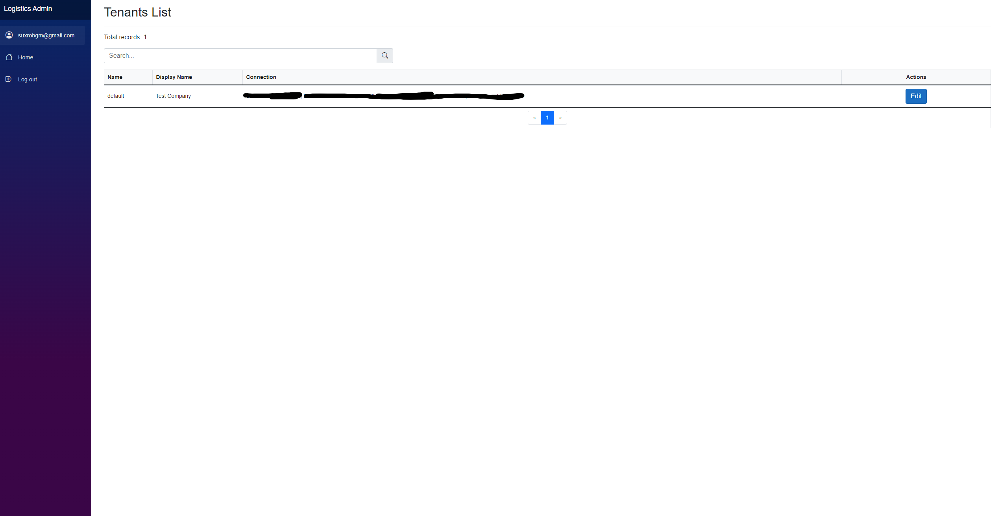 Logistics Admin
suxrobgm@gmail.com
Home
Log out
Tenants List
Total records: 1
Search...
Name Display Name Connection Actions
default Test Company Edit
« 1 »